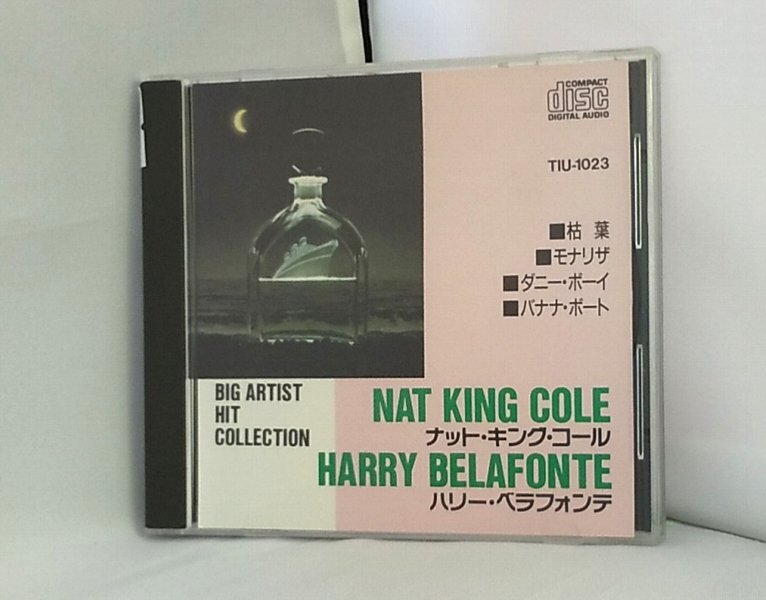 COMPACT
disc
DIGITAL AUDIO
TIU-1023
■枯 葉
■モナリザ
■ダニー・ボーイ
■バナナ・ボート
BIG ARTIST
HIT
COLLECTION
NAT KING COLE
ナット・キング・コール
HARRY BELAFONTE
ハリー・ベラフォンテ